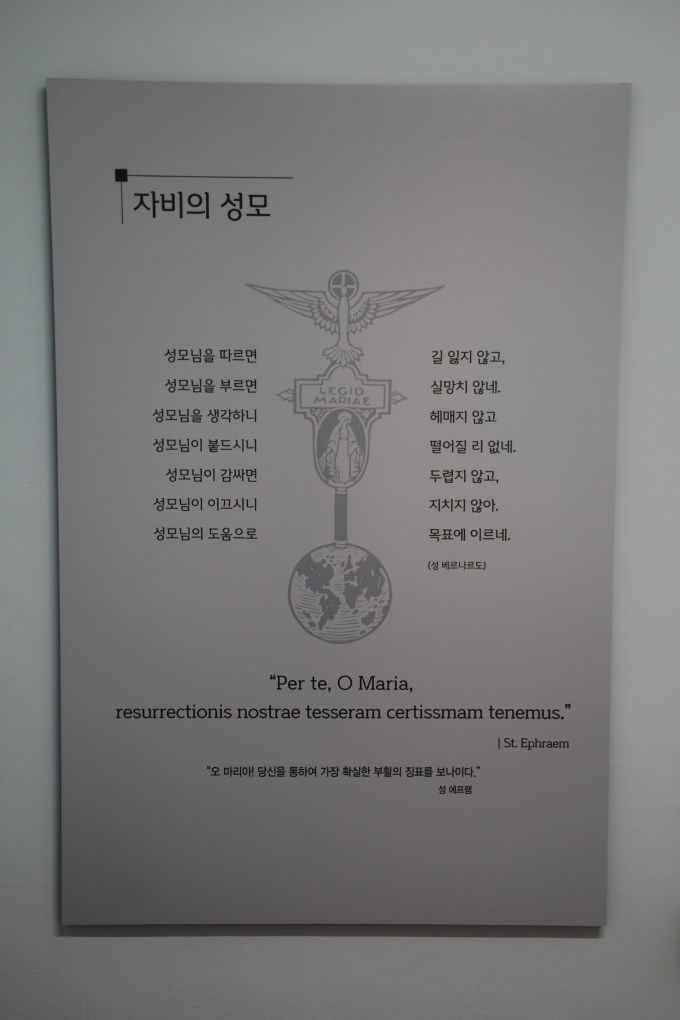 자비의 성모
성모님을 따르면 길 잃지 않고,
성모님을 부르면 실망치 않네.
성모님을 생각하니 헤매지 않고
성모님이 붙드시니 떨어질 리 없네.
성모님이 감싸면 두렵지 않고,
성모님이 이끄시니 지치지 않아.
성모님의 도움으로 목표에 이르네.
(성 베르나르도)
LEGIO
MARIAE
“Per te, O Maria,
resurrectionis nostrae tesseram certissmam tenemus.”
| St. Ephraem
“오 마리아! 당신을 통하여 가장 확실한 부활의 징표를 보나이다.”
성 에프렘